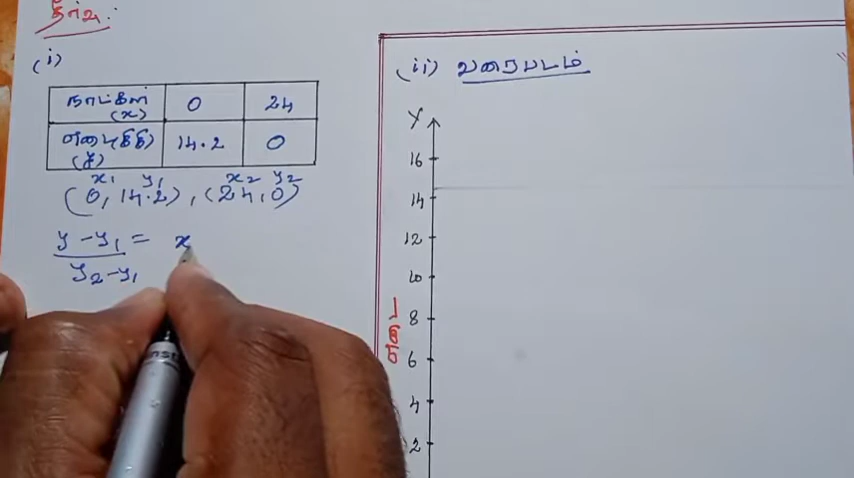 தீர்வு:
(i)
நாட்கள் (x) 0 24
எடை(கிகி) (y) 14.2 0
x₁ y₁ x₂ y₂
(0, 14.2), (24, 0)
y - y₁ = x
y₂ - y₁
(ii) வரைபடம்
Y
16
14
12
10
8
6
4
2
எடை